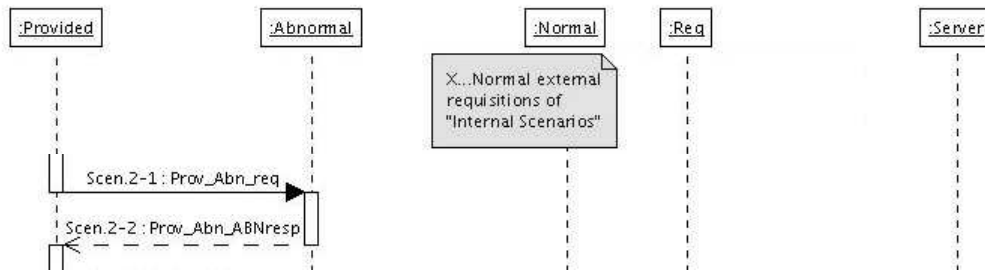 :Provided
:Abnormal
:Normal
:Req
:Server
X...Normal external
requisitions of
"Internal Scenarios"
Scen.2-1 : Prov_Abn_req
Scen.2-2 : Prov_Abn_ABNresp